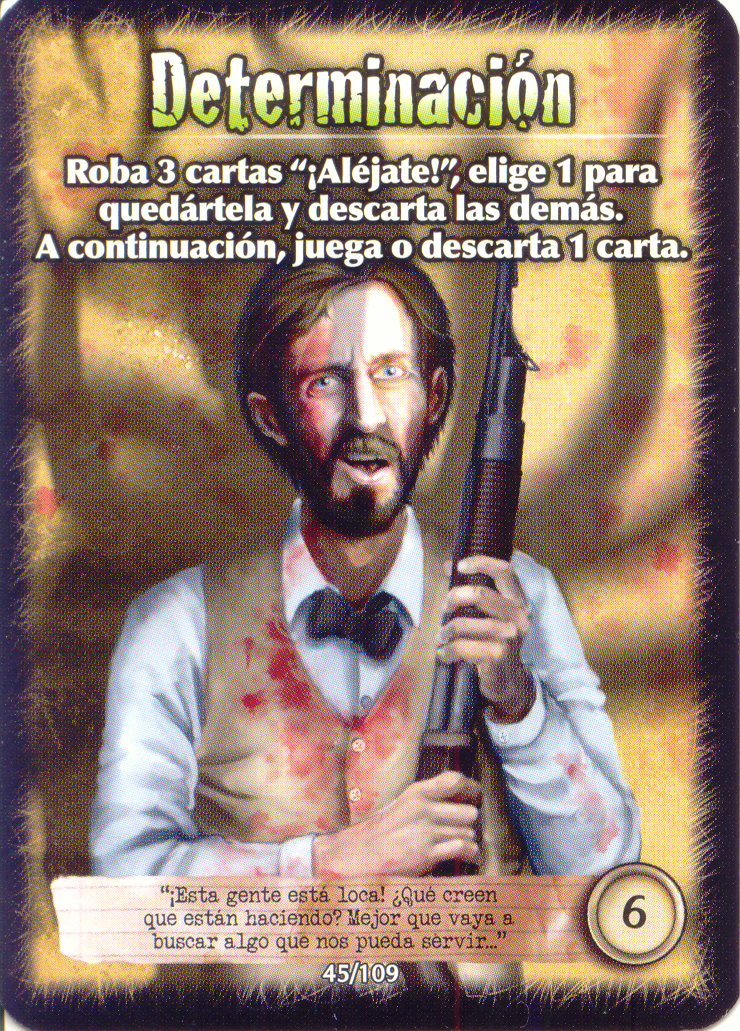 Determinación
Roba 3 cartas “¡Aléjate!”, elige 1 para
quedártela y descarta las demás.
A continuación, juega o descarta 1 carta.
“¡Esta gente está loca! ¿Qué creen
que están haciendo? Mejor que vaya a
buscar algo que nos pueda servir...”
6
45/109